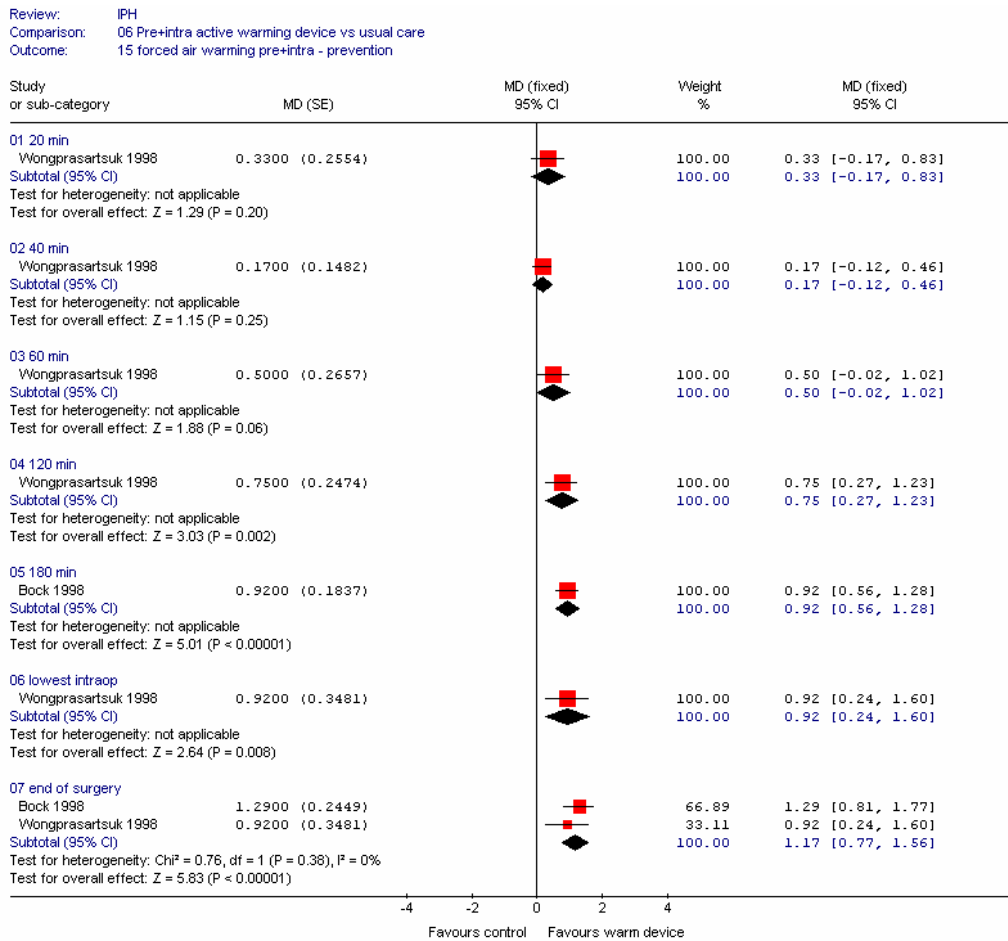 Review: IPH
Comparison: 06 Pre+intra active warming device vs usual care
Outcome: 15 forced air warming pre+intra - prevention
Study MD (fixed) Weight MD (fixed)
or sub-category MD (SE) 95% CI % 95% CI
01 20 min
Wongprasartsuk 1998 0.3300 (0.2554) 100.00 0.33 [-0.17, 0.83]
Subtotal (95% CI) 100.00 0.33 [-0.17, 0.83]
Test for heterogeneity: not applicable
Test for overall effect: Z = 1.29 (P = 0.20)
02 40 min
Wongprasartsuk 1998 0.1700 (0.1482) 100.00 0.17 [-0.12, 0.46]
Subtotal (95% CI) 100.00 0.17 [-0.12, 0.46]
Test for heterogeneity: not applicable
Test for overall effect: Z = 1.15 (P = 0.25)
03 60 min
Wongprasartsuk 1998 0.5000 (0.2657) 100.00 0.50 [-0.02, 1.02]
Subtotal (95% CI) 100.00 0.50 [-0.02, 1.02]
Test for heterogeneity: not applicable
Test for overall effect: Z = 1.88 (P = 0.06)
04 120 min
Wongprasartsuk 1998 0.7500 (0.2474) 100.00 0.75 [0.27, 1.23]
Subtotal (95% CI) 100.00 0.75 [0.27, 1.23]
Test for heterogeneity: not applicable
Test for overall effect: Z = 3.03 (P = 0.002)
05 180 min
Bock 1998 0.9200 (0.1837) 100.00 0.92 [0.56, 1.28]
Subtotal (95% CI) 100.00 0.92 [0.56, 1.28]
Test for heterogeneity: not applicable
Test for overall effect: Z = 5.01 (P < 0.00001)
06 lowest intraop
Wongprasartsuk 1998 0.9200 (0.3481) 100.00 0.92 [0.24, 1.60]
Subtotal (95% CI) 100.00 0.92 [0.24, 1.60]
Test for heterogeneity: not applicable
Test for overall effect: Z = 2.64 (P = 0.008)
07 end of surgery
Bock 1998 1.2900 (0.2449) 66.89 1.29 [0.81, 1.77]
Wongprasartsuk 1998 0.9200 (0.3481) 33.11 0.92 [0.24, 1.60]
Subtotal (95% CI) 100.00 1.17 [0.77, 1.56]
Test for heterogeneity: Chi² = 0.76, df = 1 (P = 0.38), I² = 0%
Test for overall effect: Z = 5.83 (P < 0.00001)
-4 -2 0 2 4
Favours control Favours warm device